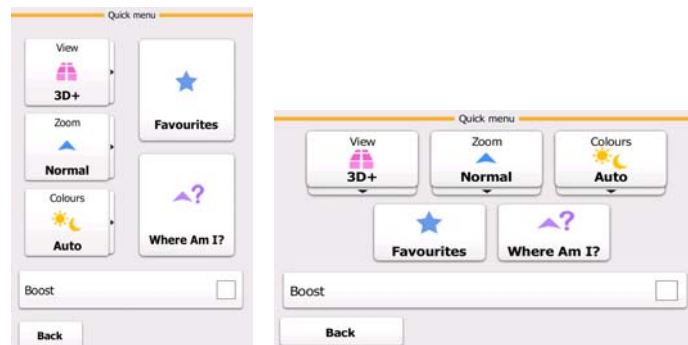 Quick menu
View
3D+
Favourites
Zoom
Normal
Where Am I?
Colours
Auto
Boost
Back
Quick menu
View Zoom Colours
3D+ Normal Auto
Favourites Where Am I?
Boost
Back